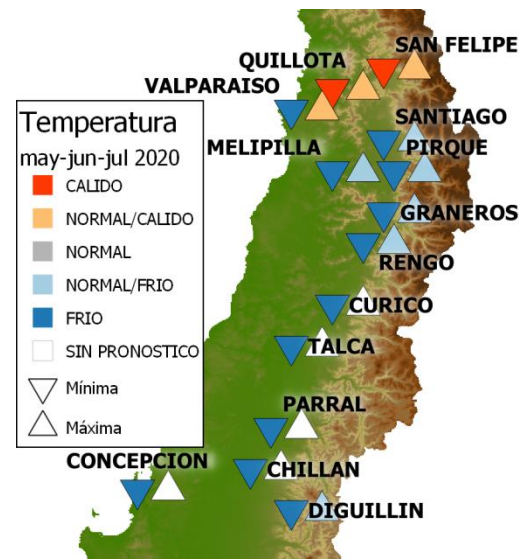 SAN FELIPE
QUILLOTA
VALPARAISO
SANTIAGO
MELIPILLA
PIRQUE
GRANEROS
RENGO
CURICO
TALCA
PARRAL
CONCEPCION
CHILLAN
DIGUILLIN
Temperatura
may-jun-jul 2020
CALIDO
NORMAL/CALIDO
NORMAL
NORMAL/FRIO
FRIO
SIN PRONOSTICO
Mínima
Máxima